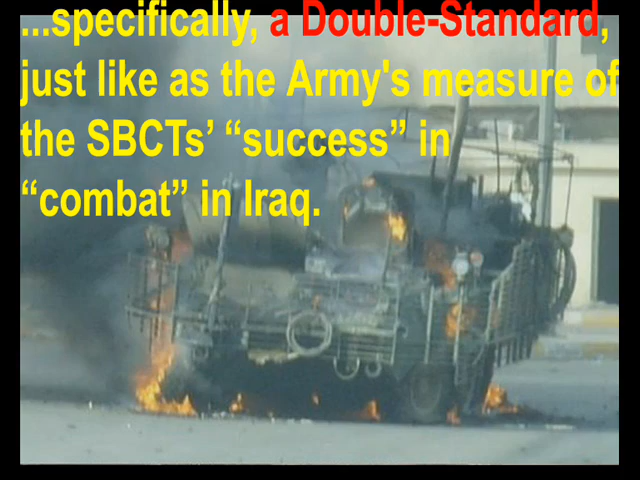 ...specifically, a Double-Standard,
just like as the Army's measure of
the SBCTs’ “success” in
“combat” in Iraq.